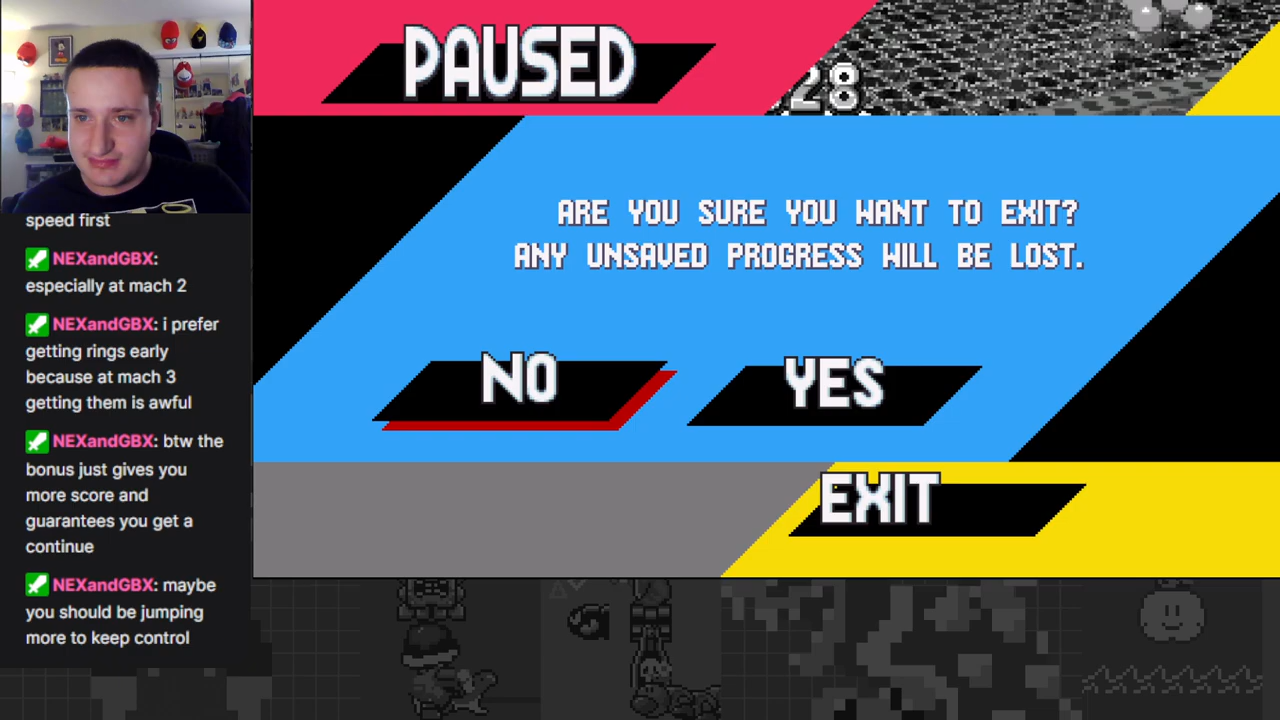 PAUSED
28
ARE YOU SURE YOU WANT TO EXIT?
ANY UNSAVED PROGRESS WILL BE LOST.
NO
YES
EXIT
speed first
NEXandGBX:
especially at mach 2
NEXandGBX: i prefer
getting rings early
because at mach 3
getting them is awful
NEXandGBX: btw the
bonus just gives you
more score and
guarantees you get a
continue
NEXandGBX: maybe
you should be jumping
more to keep control